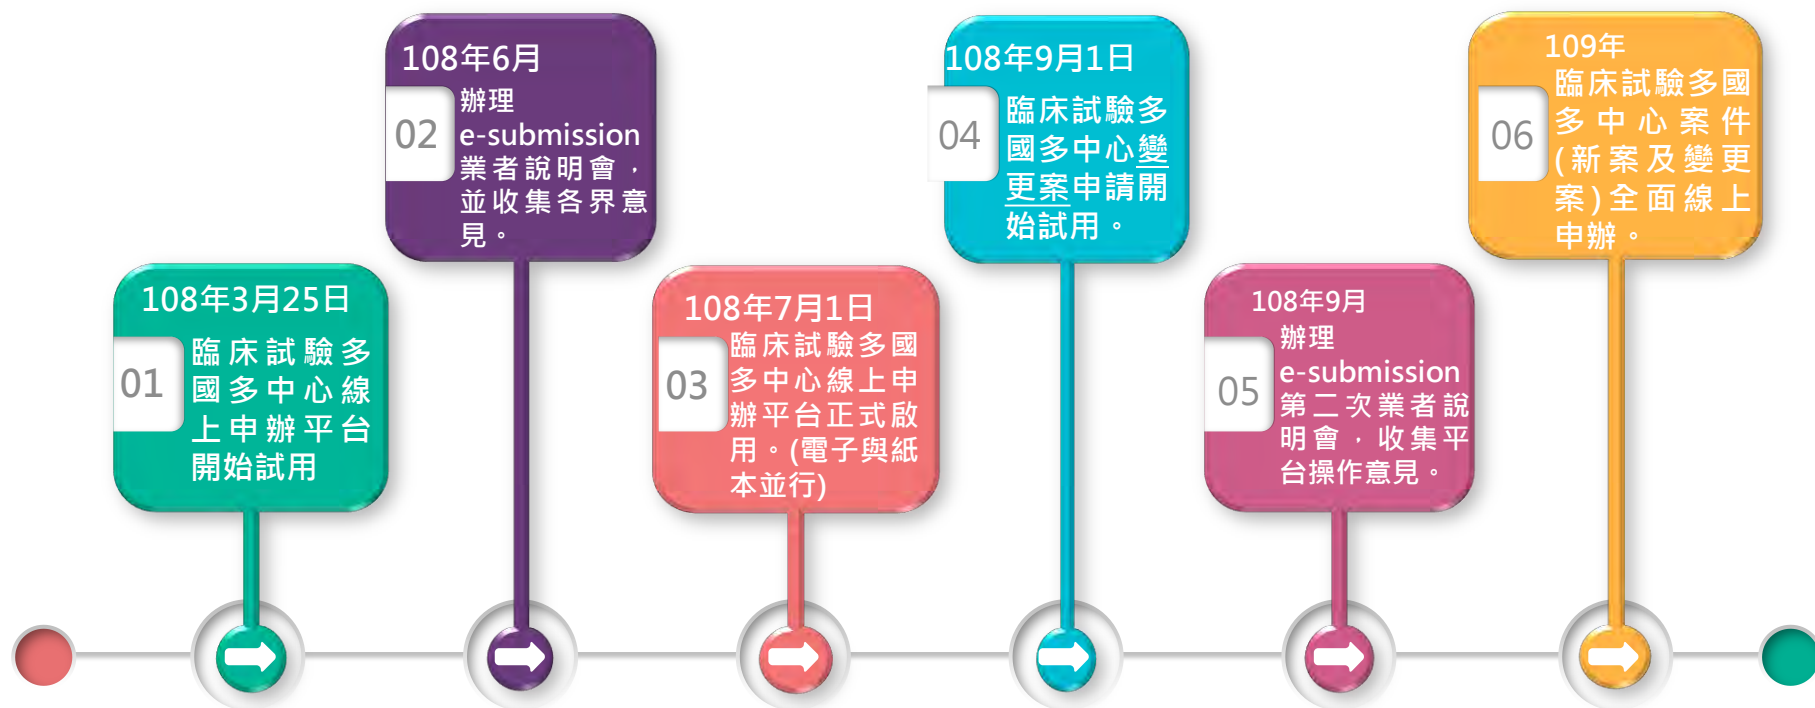 108年3月25日
01
臨床試驗多
國多中心線
上申辦平台
開始試用
108年6月
02
辦理
e-submission
業者說明會，
並收集各界意
見。
108年7月1日
03
臨床試驗多國
多中心線上申
辦平台正式啟
用。(電子與紙
本並行)
108年9月1日
04
臨床試驗多
國多中心變
更案申請開
始試用。
108年9月
05
辦理
e-submission
第二次業者說
明會，收集平
台操作意見。
109年
06
臨床試驗多國
多中心案件
(新案及變更
案)全面線上
申辦。